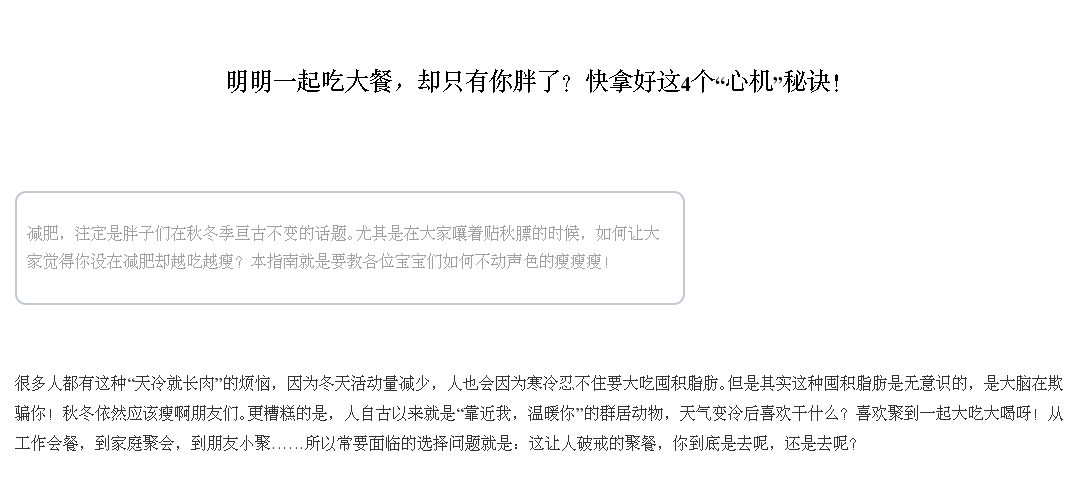 明明一起吃大餐，却只有你胖了？快拿好这4个“心机”秘诀！
减肥，注定是胖子们在秋冬季亘古不变的话题。尤其是在大家嚷着贴秋膘的时候，如何让大
家觉得你没在减肥却越吃越瘦？本指南就是要教各位宝宝们如何不动声色的瘦瘦瘦！
很多人都有这种“天冷就长肉”的烦恼，因为冬天活动量减少，人也会因为寒冷忍不住要大吃囤积脂肪。但是其实这种囤积脂肪是无意识的，是大脑在欺
骗你！秋冬依然应该瘦啊朋友们。更糟糕的是，人自古以来就是“靠近我，温暖你”的群居动物，天气变冷后喜欢干什么？喜欢聚到一起大吃大喝呀！从
工作会餐，到家庭聚会，到朋友小聚……所以常要面临的选择问题就是：这让人破戒的聚餐，你到底是去呢，还是去呢？